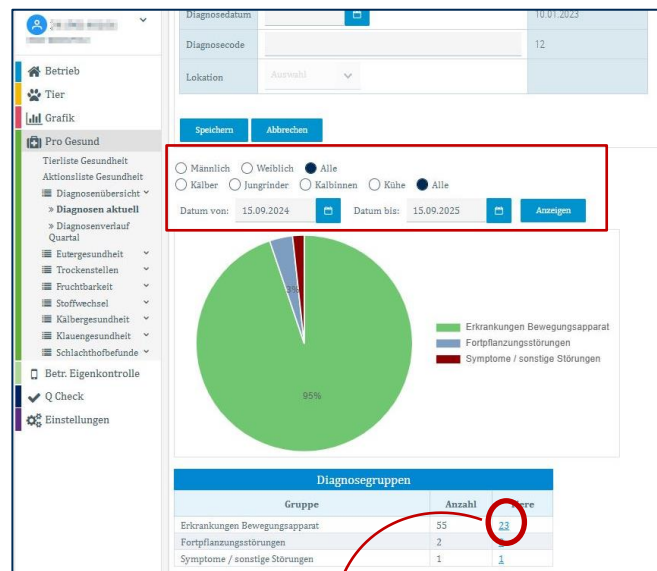 Betrieb
Tier
Grafik
Pro Gesund
Tierliste Gesundheit
Aktionsliste Gesundheit
Diagnosenübersicht
» Diagnosen aktuell
» Diagnosenverlauf
Quartal
Eutergesundheit
Trockenstellen
Fruchtbarkeit
Stoffwechsel
Kälbergesundheit
Klauengesundheit
Schlachthofbefunde
Betr. Eigenkontrolle
Q Check
Einstellungen
Diagnosedatum 10.01.2023
Diagnosecode 12
Lokation Auswahl
Speichern Abbrechen
Männlich Weiblich Alle
Kälber Jungrinder Kalbinnen Kühe Alle
Datum von: 15.09.2024 Datum bis: 15.09.2025 Anzeigen
3%
95%
Erkrankungen Bewegungsapparat
Fortpflanzungsstörungen
Symptome / sonstige Störungen
Diagnosegruppen
Gruppe Anzahl
Erkrankungen Bewegungsapparat 55 23
Fortpflanzungsstörungen 2
Symptome / sonstige Störungen 1 1